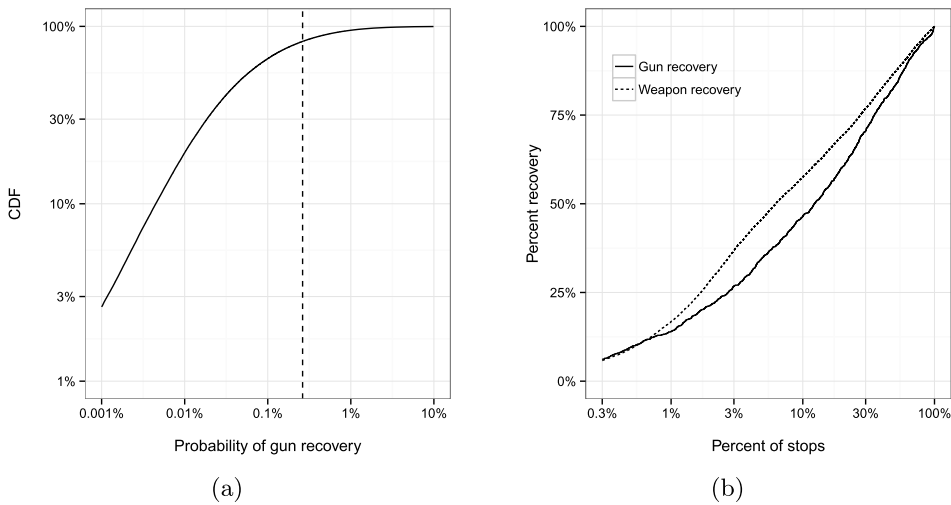 100%
30%
10%
3%
1%
CDF
0.001%
0.01%
0.1%
1%
10%
Probability of gun recovery
(a)
100%
75%
50%
25%
0%
Percent recovery
Gun recovery
Weapon recovery
0.3%
1%
3%
10%
30%
100%
Percent of stops
(b)